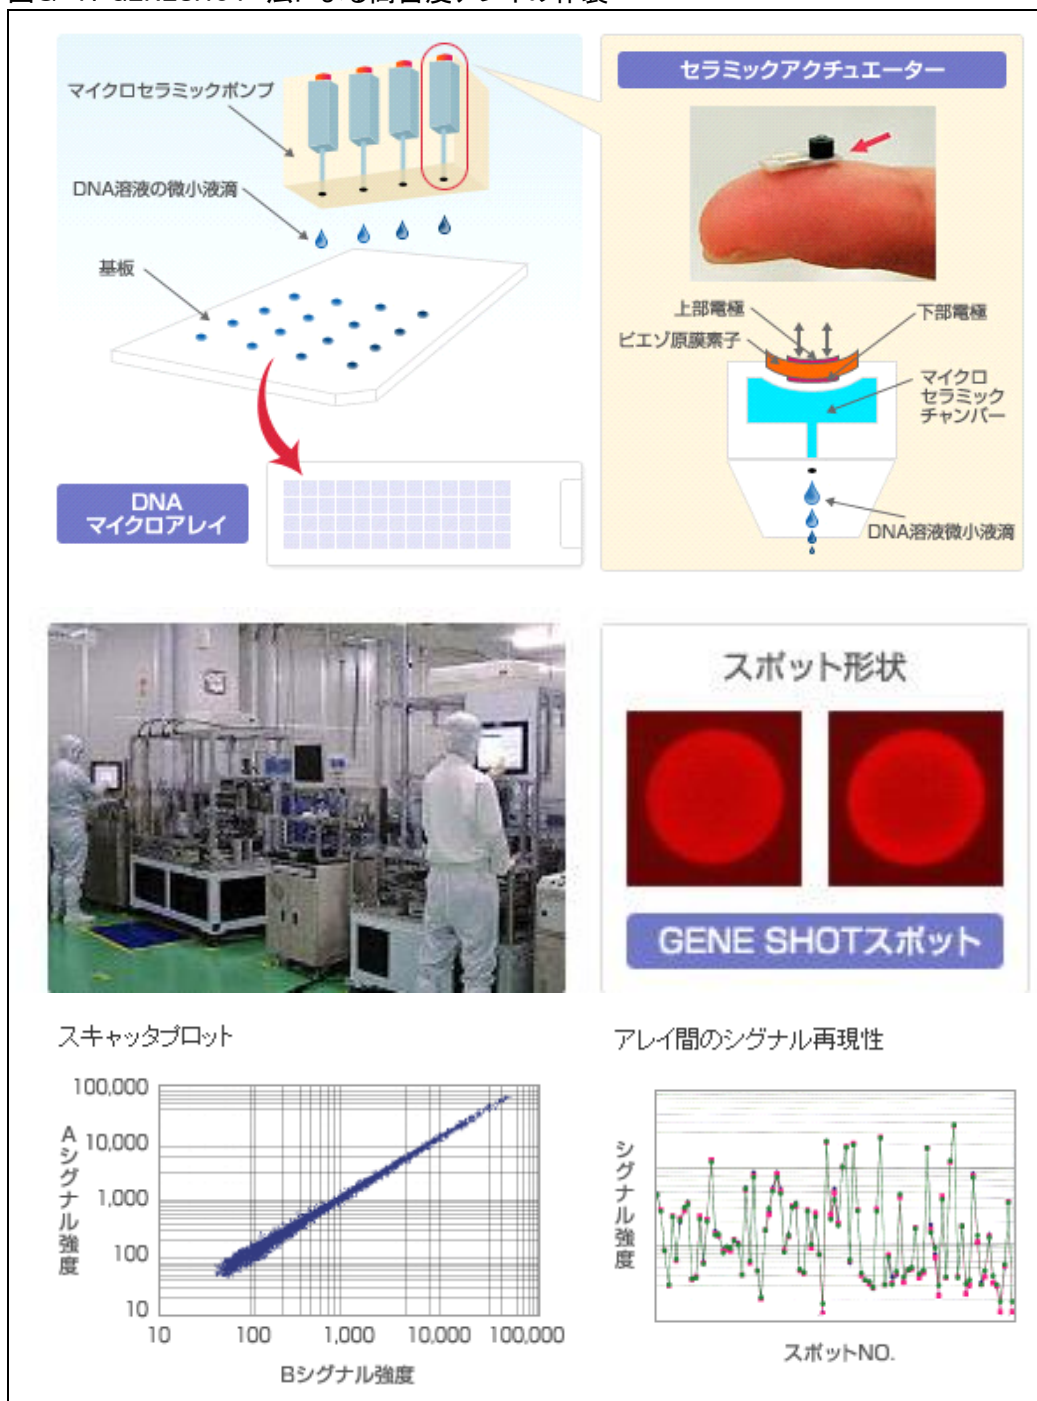 マイクロセラミックポンプ
DNA溶液の微小液滴
基板
DNA
マイクロアレイ
セラミックアクチュエーター
上部電極
下部電極
ピエゾ原膜素子
マイクロ
セラミック
チャンバー
DNA溶液微小液滴
スポット形状
GENE SHOTスポット
スキャッタプロット
Aシグナル強度
100,000
10,000
1,000
100
10
10
100
1,000
10,000
100,000
Bシグナル強度
アレイ間のシグナル再現性
シグナル強度
スポットNO.